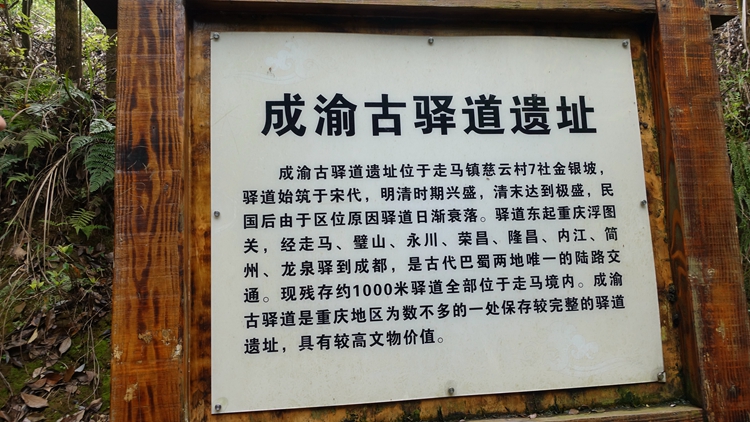 成渝古驿道遗址
成渝古驿道遗址位于走马镇慈云村7社金银坡，
驿道始筑于宋代，明清时期兴盛，清末达到极盛，民
国后由于区位原因驿道日渐衰落。驿道东起重庆浮图
关，经走马、璧山、永川、荣昌、隆昌、内江、简
州、龙泉驿到成都，是古代巴蜀两地唯一的陆路交
通。现残存约1000米驿道全部位于走马境内。成渝
古驿道是重庆地区为数不多的一处保存较完整的驿道
遗址，具有较高文物价值。